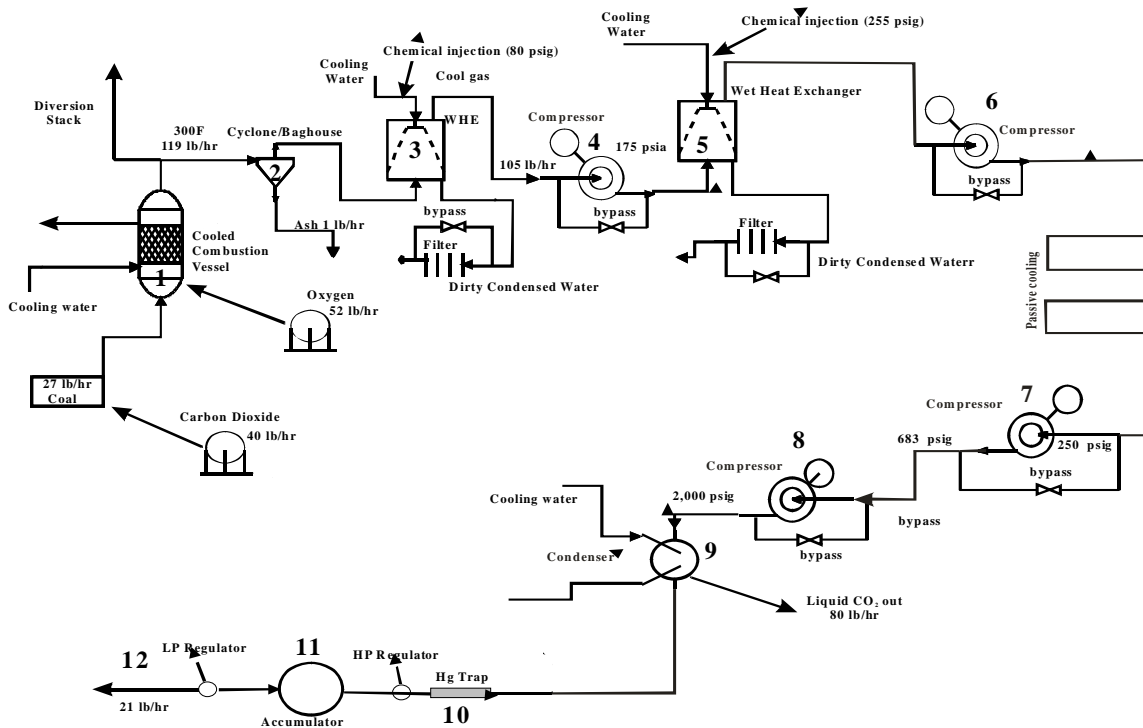 Cooling
Water
Chemical injection (255 psig)
Chemical injection (80 psig)
Cooling
Water
Cool gas
Wet Heat Exchanger
6
Compressor
Diversion
Stack
300F
119 lb/hr
Cyclone/Baghouse
WHE
3
Compressor
4
175 psia
5
2
105 lb/hr
bypass
bypass
bypass
Ash 1 lb/hr
Filter
Filter
Cooled
Combustion
Vessel
1
Dirty Condensed Water
Dirty Condensed Waterr
Cooling water
Oxygen
52 lb/hr
Passive cooling
27 lb/hr
Coal
Carbon Dioxide
40 lb/hr
7
Compressor
683 psig
250 psig
bypass
8
Compressor
Cooling water
2,000 psig
bypass
bypass
9
Condenser
Liquid CO₂ out
80 lb/hr
12
LP Regulator
11
HP Regulator
Hg Trap
21 lb/hr
Accumulator
10